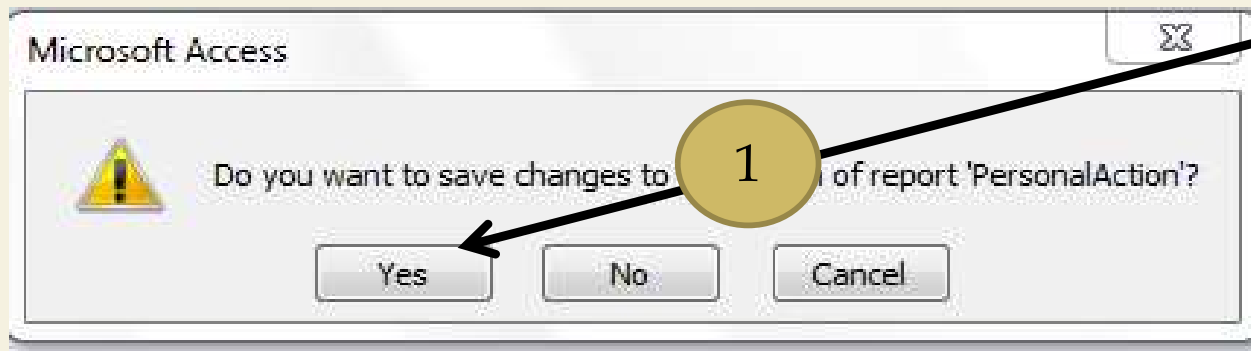 Microsoft Access
Do you want to save changes to of report 'PersonalAction'?
1
Yes No Cancel